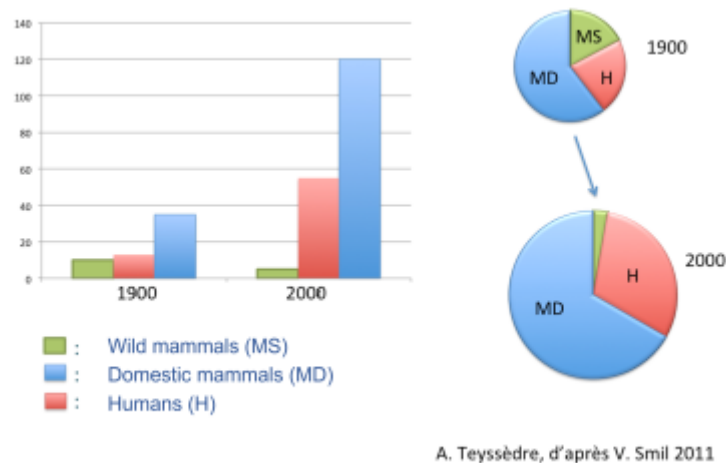 140
120
100
80
60
40
20
0
1900
2000
: Wild mammals (MS)
: Domestic mammals (MD)
: Humans (H)
MS
MD
H
1900
H
MD
2000
A. Teyssèdre, d'après V. Smil 2011